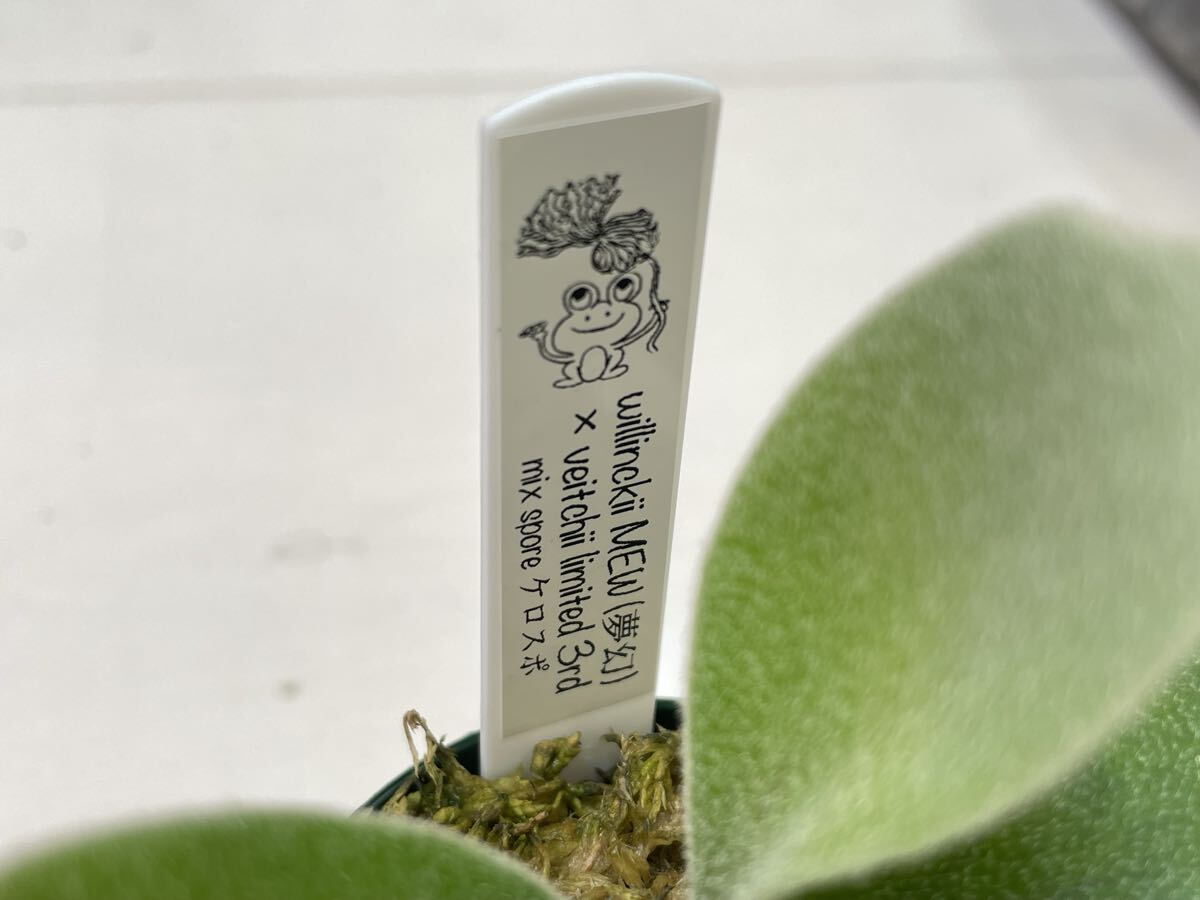 willinckii MEW(夢幻)
× veitchii limited 3rd
mix spore ケロスポ